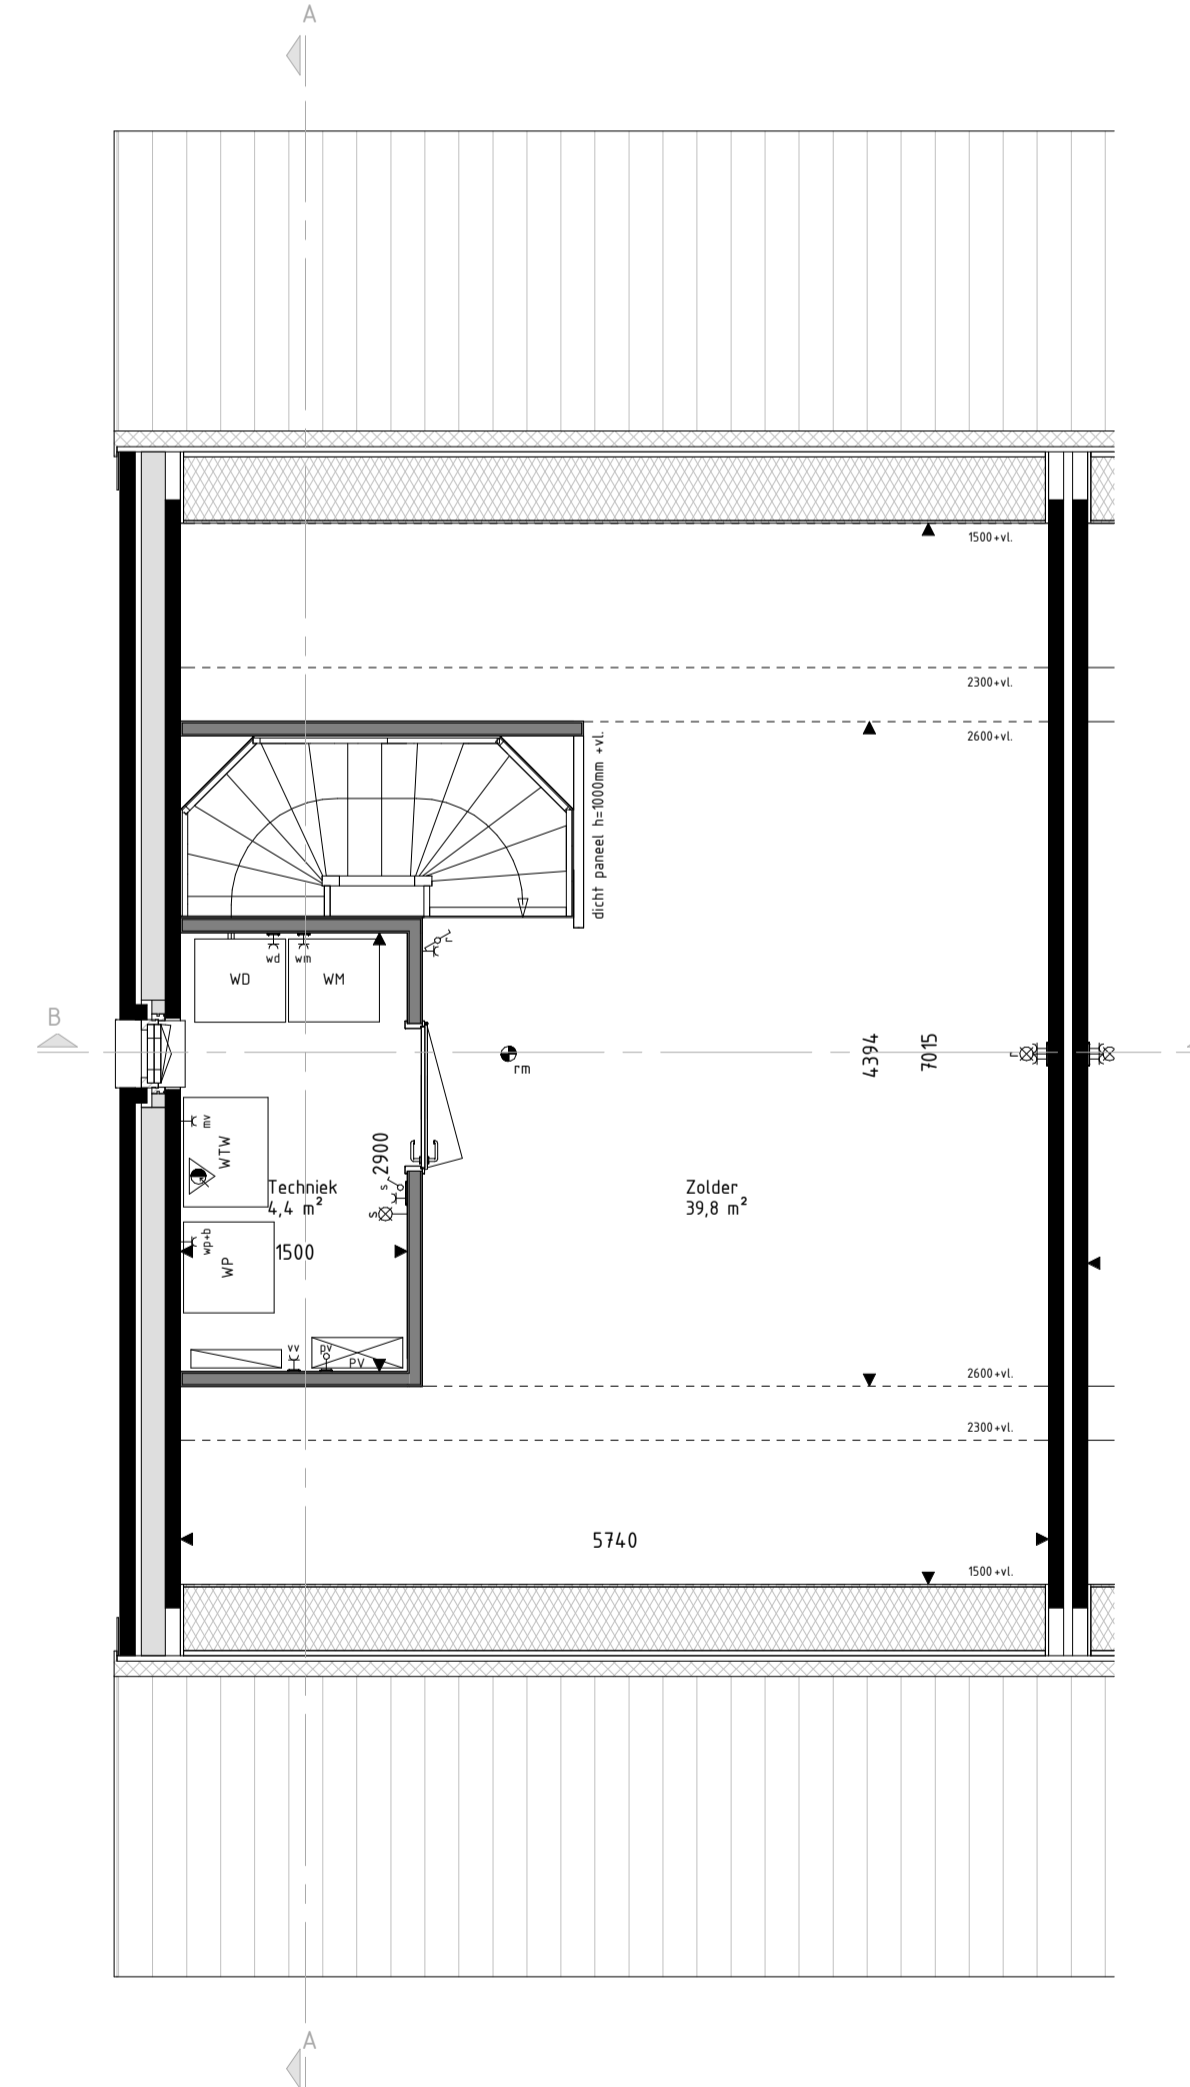 A
1500+vl.
2300+vl.
2600+vl.
dicht paneel h=1000mm +vl.
r
wd
wm
WD
WM
B
rm
4394
7015
r
mv
WTW
2900
s
Techniek
4,4 m²
s
Zolder
39,8 m²
wp+b
WP
1500
vv
pv
PV
2600+vl.
2300+vl.
5740
1500+vl.
A